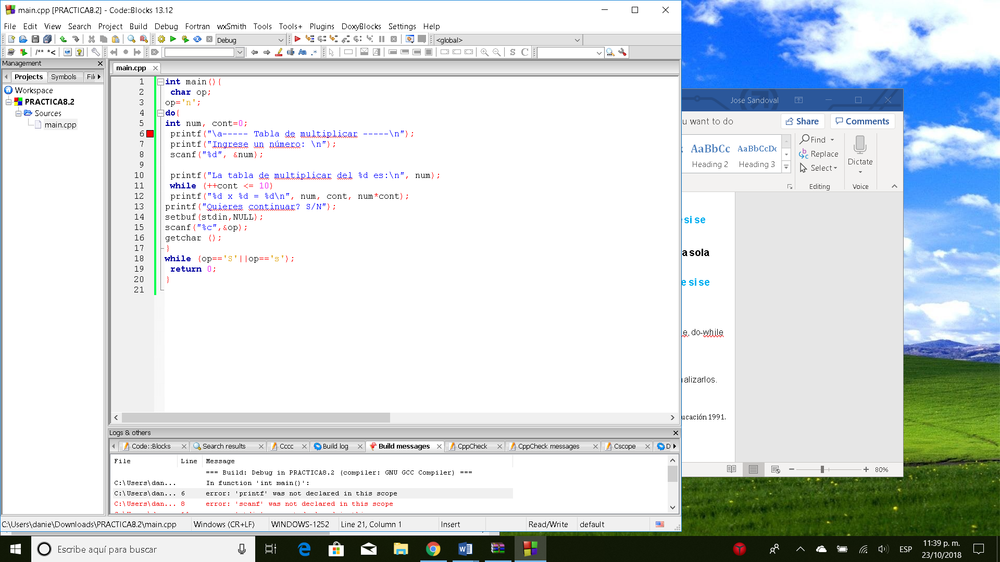 main.cpp [PRACTICA8.2] - Code::Blocks 13.12
File Edit View Search Project Build Debug Fortran wxSmith Tools Tools+ Plugins DoxyBlocks Settings Help
Debug
<global>
/** *<
S C
Management
Projects Symbols
Workspace
PRACTICA8.2
Sources
main.cpp
main.cpp
1 int main(){
2 char op;
3 op='n';
4 do{
5 int num, cont=0;
6 printf("\a----- Tabla de multiplicar -----\n");
7 printf("Ingrese un número: \n");
8 scanf("%d", &num);
9
10 printf("La tabla de multiplicar del %d es:\n", num);
11 while (++cont <= 10)
12 printf("%d x %d = %d\n", num, cont, num*cont);
13 printf("Quieres continuar? S/N");
14 setbuf(stdin,NULL);
15 scanf("%c",&op);
16 getchar ();
17 }
18 while (op=='S'||op=='s');
19 return 0;
20 }
21
Logs & others
Code::Blocks Search results Cccc Build log Build messages CppCheck CppCheck messages Cscope D
File Line Message
=== Build: Debug in PRACTICA8.2 (compiler: GNU GCC Compiler) ===
C:\Users\dan... In function 'int main()':
C:\Users\dan... 6 error: 'printf' was not declared in this scope
C:\Users\dan... 8 error: 'scanf' was not declared in this scope
C:\Users\danie\Downloads\PRACTICA8.2\main.cpp Windows (CR+LF) WINDOWS-1252 Line 21, Column 1 Insert Read/Write default
Jose Sandoval
u want to do Share Comments
AaBbCc AaBbCcDc
Heading 2 Heading 3
Find
Replace
Select
Editing
Dictate
Voice
si se
a sola
e si se
e, do-while
alizarlos.
ucación 1991.
80%
Escribe aquí para buscar
ESP
11:39 p. m.
23/10/2018